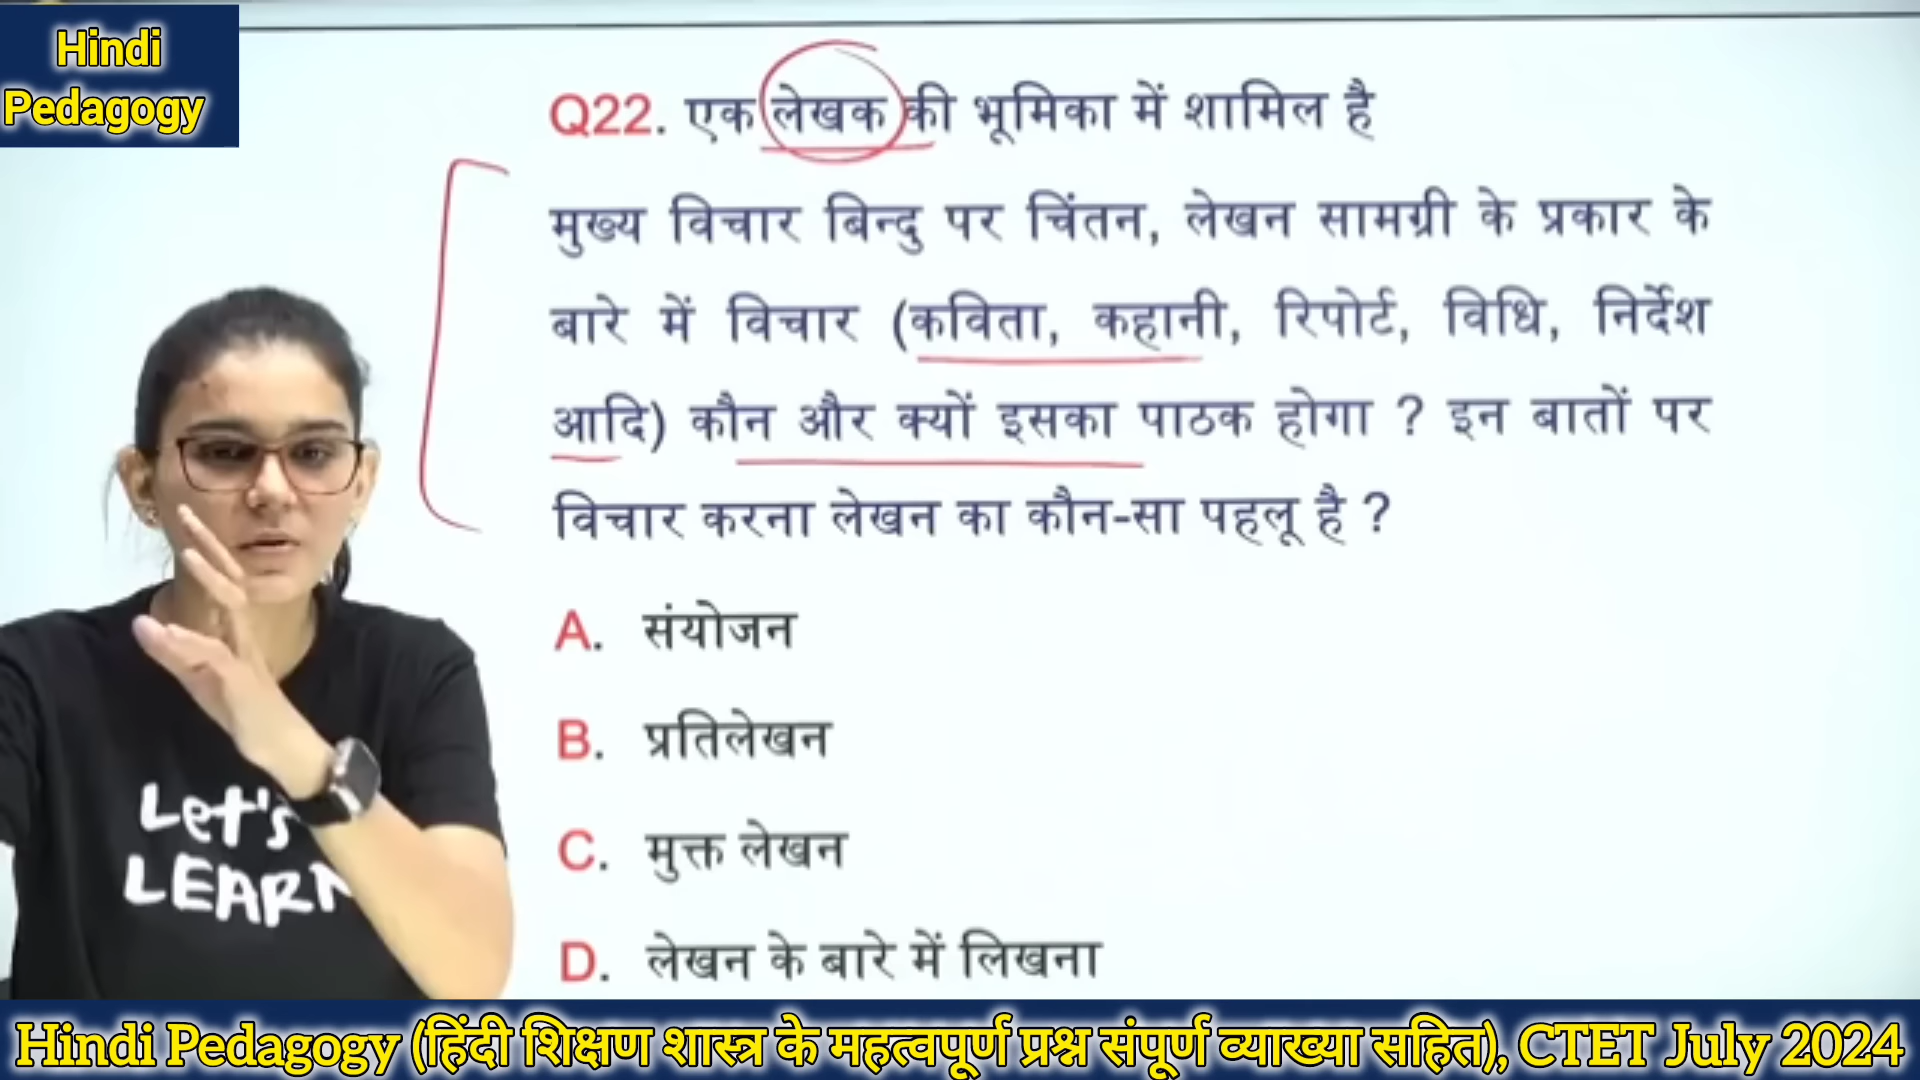 Hindi
Pedagogy
Q22. एक लेखक की भूमिका में शामिल है
मुख्य विचार बिन्दु पर चिंतन, लेखन सामग्री के प्रकार के
बारे में विचार (कविता, कहानी, रिपोर्ट, विधि, निर्देश
आदि) कौन और क्यों इसका पाठक होगा ? इन बातों पर
विचार करना लेखन का कौन-सा पहलू है ?
A. संयोजन
B. प्रतिलेखन
C. मुक्त लेखन
D. लेखन के बारे में लिखना
Let's
LEARN
Hindi Pedagogy (हिंदी शिक्षण शास्त्र के महत्वपूर्ण प्रश्न संपूर्ण व्याख्या सहित), CTET July 2024